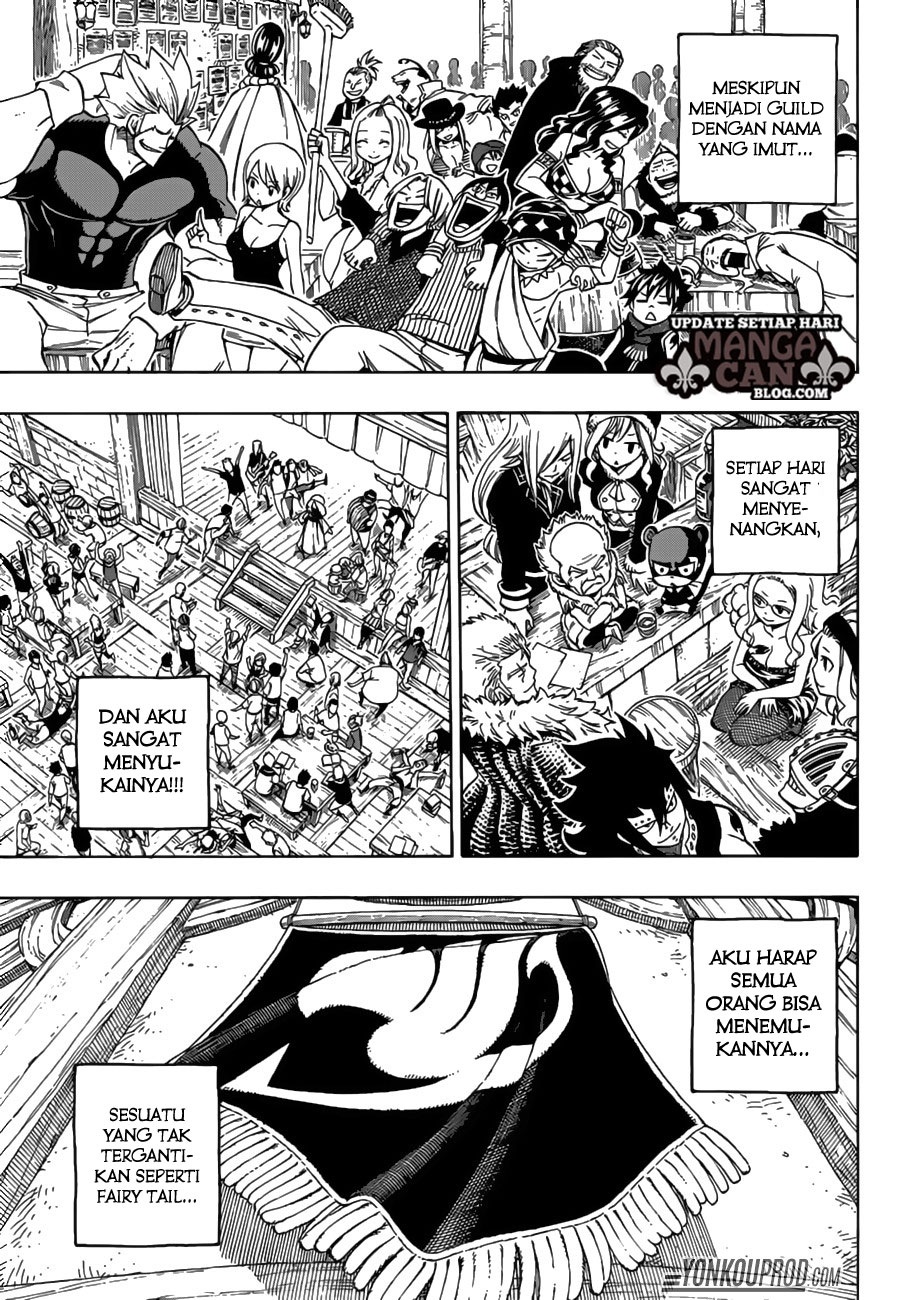 MESKIPUN
MENJADI GUILD
DENGAN NAMA
YANG IMUT...
UPDATE SETIAP HARI
MANGA
CAN
BLOG.COM
SETIAP HARI
SANGAT
MENYE-
NANGKAN,
DAN AKU
SANGAT
MENYU-
KAINYA!!!
AKU HARAP
SEMUA
ORANG BISA
MENEMU-
KANNYA...
SESUATU
YANG TAK
TERGANTI-
KAN SEPERTI
FAIRY TAIL...
YONKOUPROD.COM